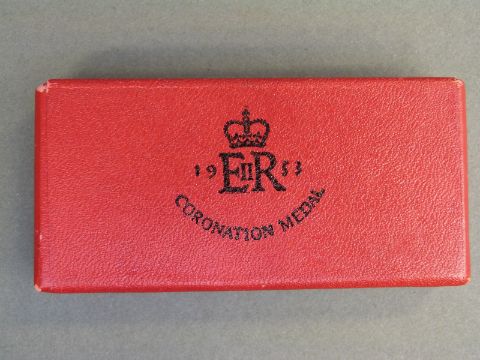 19 EIIR 53
CORONATION MEDAL